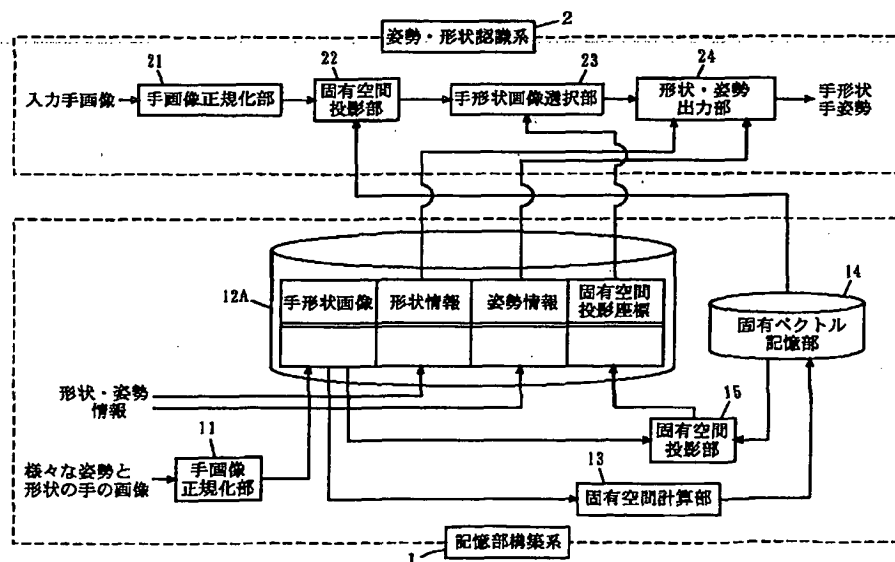 姿勢・形状認識系
2
21
22
23
24
入力手画像
手画像正規化部
固有空間
投影部
手形状画像選択部
形状・姿勢
出力部
手形状
手姿勢
12A
手形状画像
形状情報
姿勢情報
固有空間
投影座標
14
固有ベクトル
記憶部
形状・姿勢
情報
11
様々な姿勢と
形状の手の画像
手画像
正規化部
15
固有空間
投影部
13
固有空間計算部
1
記憶部構築系